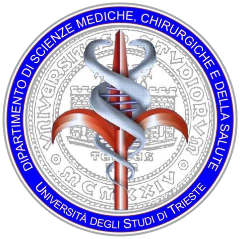 DIPARTIMENTO DI SCIENZE MEDICHE, CHIRURGICHE E DELLA SALUTE
UNIVERSITÀ DEGLI STUDI DI TRIESTE
MCMXXIV